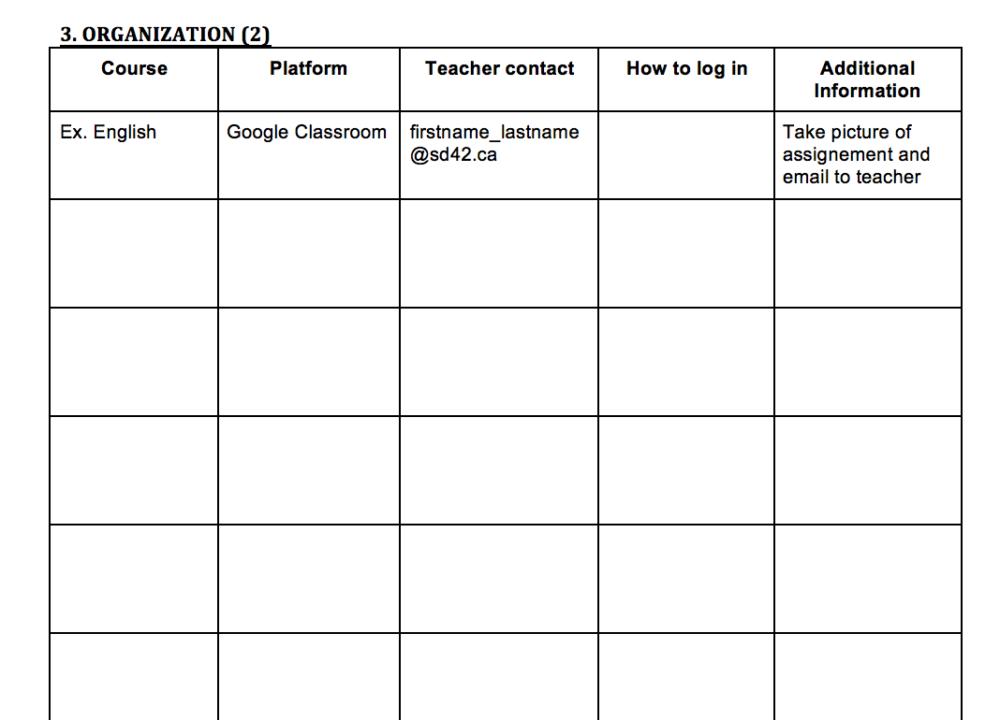 3. ORGANIZATION (2)
Course Platform Teacher contact How to log in Additional
Information
Ex. English Google Classroom firstname_lastname Take picture of
@sd42.ca assignement and
email to teacher